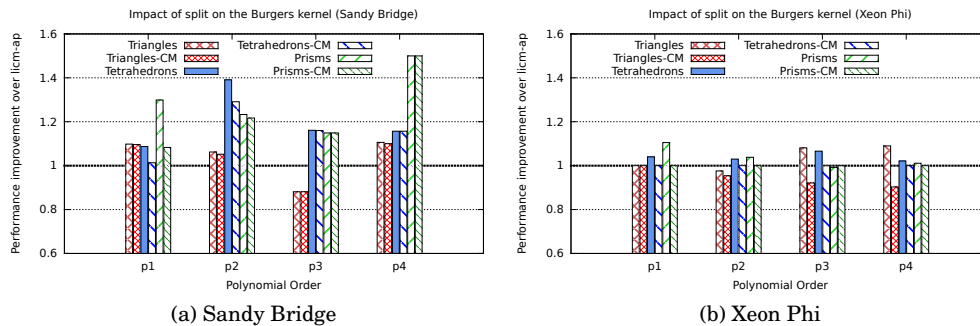 Impact of split on the Burgers kernel (Sandy Bridge)
Performance improvement over licm-ap
1.6
1.4
1.2
1
0.8
0.6
Triangles
Triangles-CM
Tetrahedrons
Tetrahedrons-CM
Prisms
Prisms-CM
p1 p2 p3 p4
Polynomial Order
(a) Sandy Bridge
Impact of split on the Burgers kernel (Xeon Phi)
Performance improvement over licm-ap
1.6
1.4
1.2
1
0.8
0.6
Triangles
Triangles-CM
Tetrahedrons
Tetrahedrons-CM
Prisms
Prisms-CM
p1 p2 p3 p4
Polynomial Order
(b) Xeon Phi